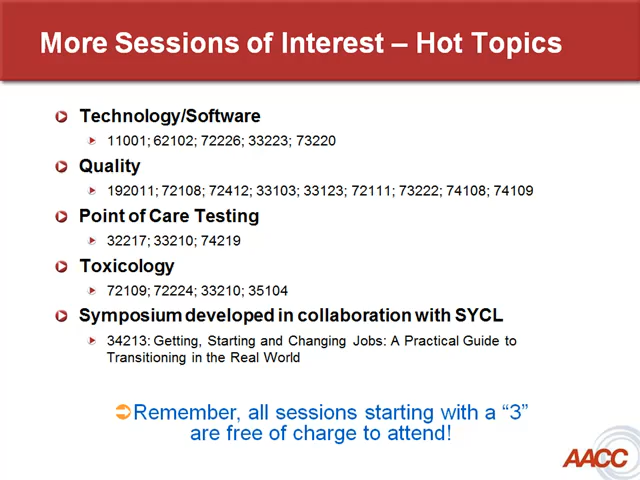 More Sessions of Interest – Hot Topics
Technology/Software
11001; 62102; 72226; 33223; 73220
Quality
192011; 72108; 72412; 33103; 33123; 72111; 73222; 74108; 74109
Point of Care Testing
32217; 33210; 74219
Toxicology
72109; 72224; 33210; 35104
Symposium developed in collaboration with SYCL
34213: Getting, Starting and Changing Jobs: A Practical Guide to
Transitioning in the Real World
Remember, all sessions starting with a “3”
are free of charge to attend!
AACC